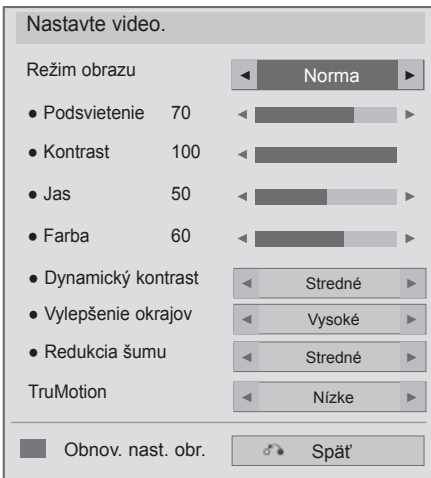 Nastavte video.
Režim obrazu ◄ Norma ►
● Podsvietenie 70 ◄ ►
● Kontrast 100 ◄
● Jas 50 ◄ ►
● Farba 60 ◄ ►
● Dynamický kontrast ◄ Stredné ►
● Vylepšenie okrajov ◄ Vysoké ►
● Redukcia šumu ◄ Stredné ►
TruMotion ◄ Nízke ►
Obnov. nast. obr. Späť